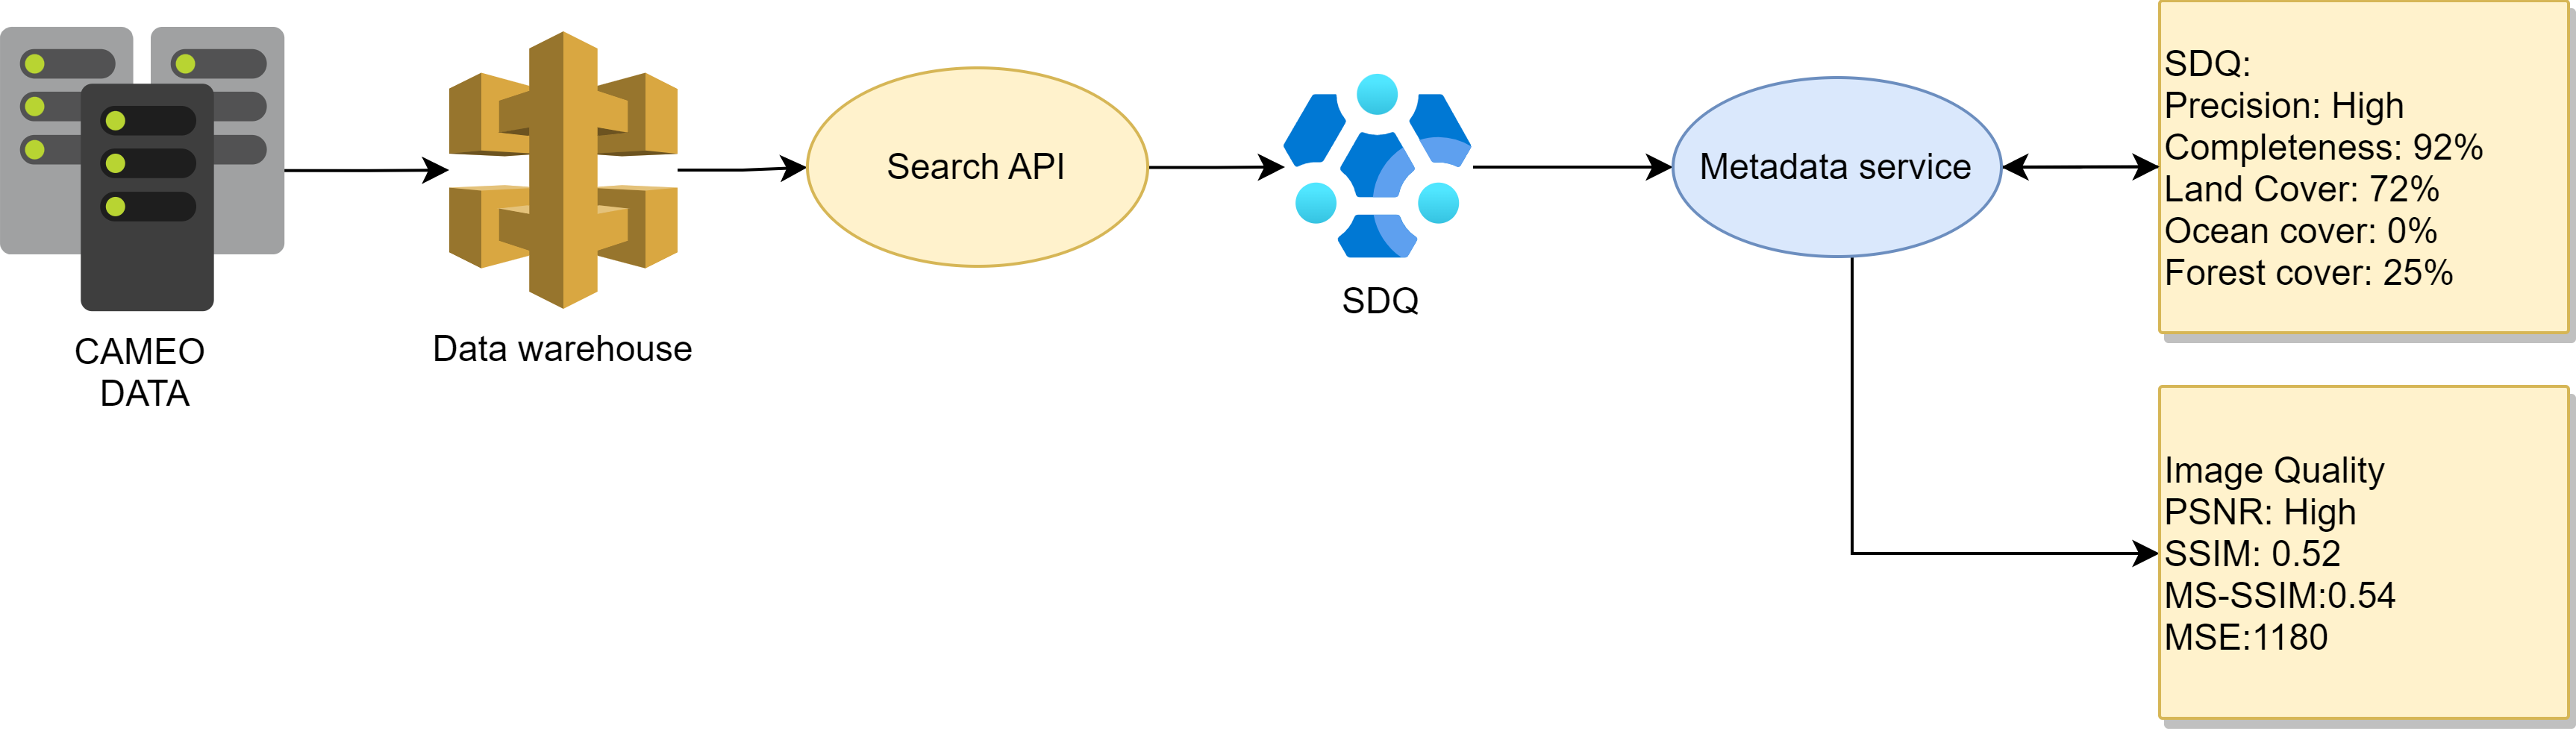 CAMEO
DATA
Data warehouse
Search API
SDQ
Metadata service
SDQ:
Precision: High
Completeness: 92%
Land Cover: 72%
Ocean cover: 0%
Forest cover: 25%
Image Quality
PSNR: High
SSIM: 0.52
MS-SSIM:0.54
MSE:1180